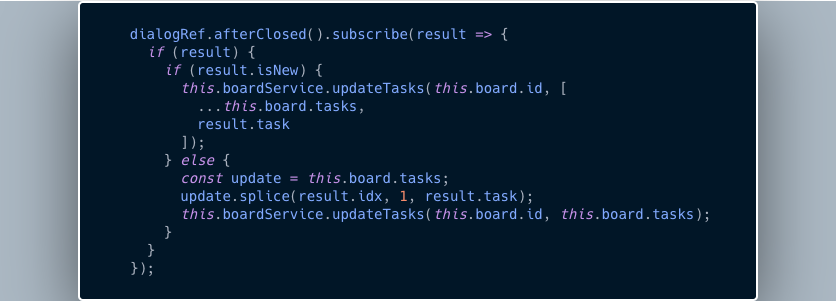 dialogRef.afterClosed().subscribe(result => {
  if (result) {
    if (result.isNew) {
      this.boardService.updateTasks(this.board.id, [
        ...this.board.tasks,
        result.task
      ]);
    } else {
      const update = this.board.tasks;
      update.splice(result.idx, 1, result.task);
      this.boardService.updateTasks(this.board.id, this.board.tasks);
    }
  }
});